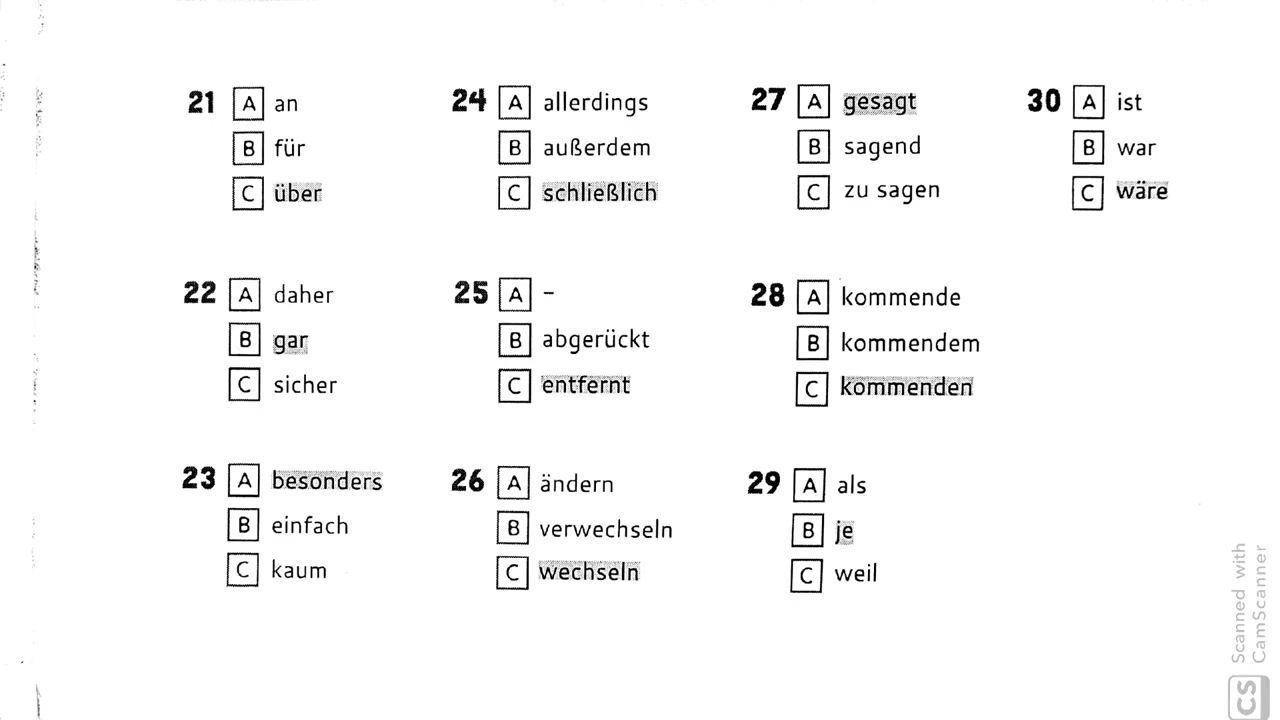 21 A an
B für
C über
22 A daher
B gar
C sicher
23 A besonders
B einfach
C kaum
24 A allerdings
B außerdem
C schließlich
25 A –
B abgerückt
C entfernt
26 A ändern
B verwechseln
C wechseln
27 A gesagt
B sagend
C zu sagen
28 A kommende
B kommendem
C kommenden
29 A als
B je
C weil
30 A ist
B war
C wäre
CS Scanned with
CamScanner